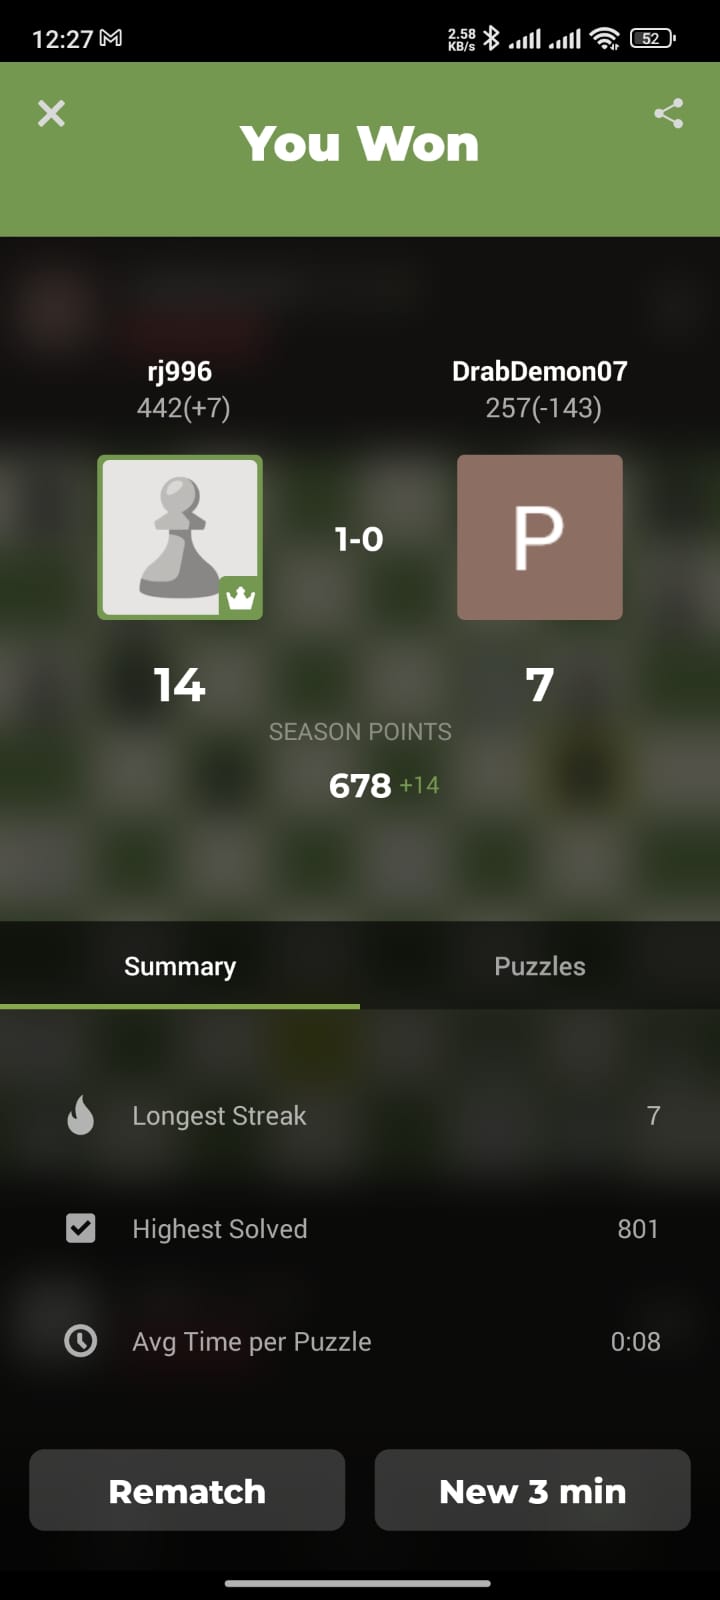 12:27
2.58
KB/s
52
You Won
rj996
DrabDemon07
442(+7)
257(-143)
P
1-0
14
7
SEASON POINTS
678 +14
Summary
Puzzles
Longest Streak
7
Highest Solved
801
Avg Time per Puzzle
0:08
Rematch
New 3 min